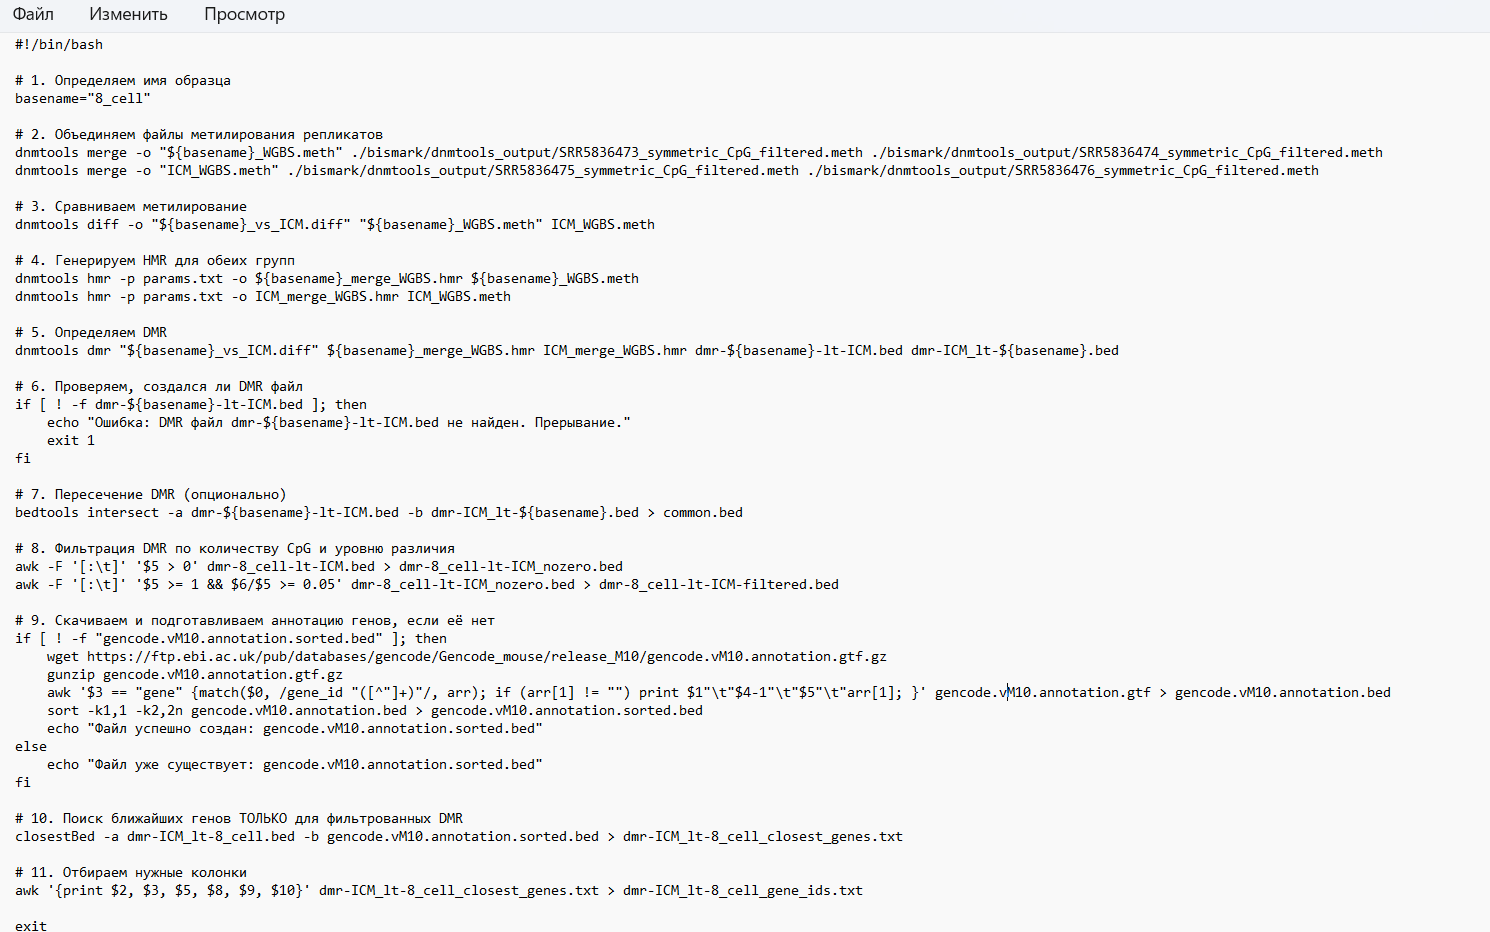 Файл Изменить Просмотр
#!/bin/bash
# 1. Определяем имя образца
basename="8_cell"
# 2. Объединяем файлы метилирования репликатов
dnmtools merge -o "${basename}_WGBS.meth" ./bismark/dnmtools_output/SRR5836473_symmetric_CpG_filtered.meth ./bismark/dnmtools_output/SRR5836474_symmetric_CpG_filtered.meth
dnmtools merge -o "ICM_WGBS.meth" ./bismark/dnmtools_output/SRR5836475_symmetric_CpG_filtered.meth ./bismark/dnmtools_output/SRR5836476_symmetric_CpG_filtered.meth
# 3. Сравниваем метилирование
dnmtools diff -o "${basename}_vs_ICM.diff" "${basename}_WGBS.meth" ICM_WGBS.meth
# 4. Генерируем HMR для обеих групп
dnmtools hmr -p params.txt -o ${basename}_merge_WGBS.hmr ${basename}_WGBS.meth
dnmtools hmr -p params.txt -o ICM_merge_WGBS.hmr ICM_WGBS.meth
# 5. Определяем DMR
dnmtools dmr "${basename}_vs_ICM.diff" ${basename}_merge_WGBS.hmr ICM_merge_WGBS.hmr dmr-${basename}-lt-ICM.bed dmr-ICM_lt-${basename}.bed
# 6. Проверяем, создался ли DMR файл
if [ ! -f dmr-${basename}-lt-ICM.bed ]; then
    echo "Ошибка: DMR файл dmr-${basename}-lt-ICM.bed не найден. Прерывание."
    exit 1
fi
# 7. Пересечение DMR (опционально)
bedtools intersect -a dmr-${basename}-lt-ICM.bed -b dmr-ICM_lt-${basename}.bed > common.bed
# 8. Фильтрация DMR по количеству CpG и уровню различия
awk -F '[:\t]' '$5 > 0' dmr-8_cell-lt-ICM.bed > dmr-8_cell-lt-ICM_nozero.bed
awk -F '[:\t]' '$5 >= 1 && $6/$5 >= 0.05' dmr-8_cell-lt-ICM_nozero.bed > dmr-8_cell-lt-ICM-filtered.bed
# 9. Скачиваем и подготавливаем аннотацию генов, если её нет
if [ ! -f "gencode.vM10.annotation.sorted.bed" ]; then
    wget https://ftp.ebi.ac.uk/pub/databases/gencode/Gencode_mouse/release_M10/gencode.vM10.annotation.gtf.gz
    gunzip gencode.vM10.annotation.gtf.gz
    awk '$3 == "gene" {match($0, /gene_id "([^"]+)"/, arr); if (arr[1] != "") print $1"\t"$4-1"\t"$5"\t"arr[1]; }' gencode.vM10.annotation.gtf > gencode.vM10.annotation.bed
    sort -k1,1 -k2,2n gencode.vM10.annotation.bed > gencode.vM10.annotation.sorted.bed
    echo "Файл успешно создан: gencode.vM10.annotation.sorted.bed"
else
    echo "Файл уже существует: gencode.vM10.annotation.sorted.bed"
fi
# 10. Поиск ближайших генов ТОЛЬКО для фильтрованных DMR
closestBed -a dmr-ICM_lt-8_cell.bed -b gencode.vM10.annotation.sorted.bed > dmr-ICM_lt-8_cell_closest_genes.txt
# 11. Отбираем нужные колонки
awk '{print $2, $3, $5, $8, $9, $10}' dmr-ICM_lt-8_cell_closest_genes.txt > dmr-ICM_lt-8_cell_gene_ids.txt
exit